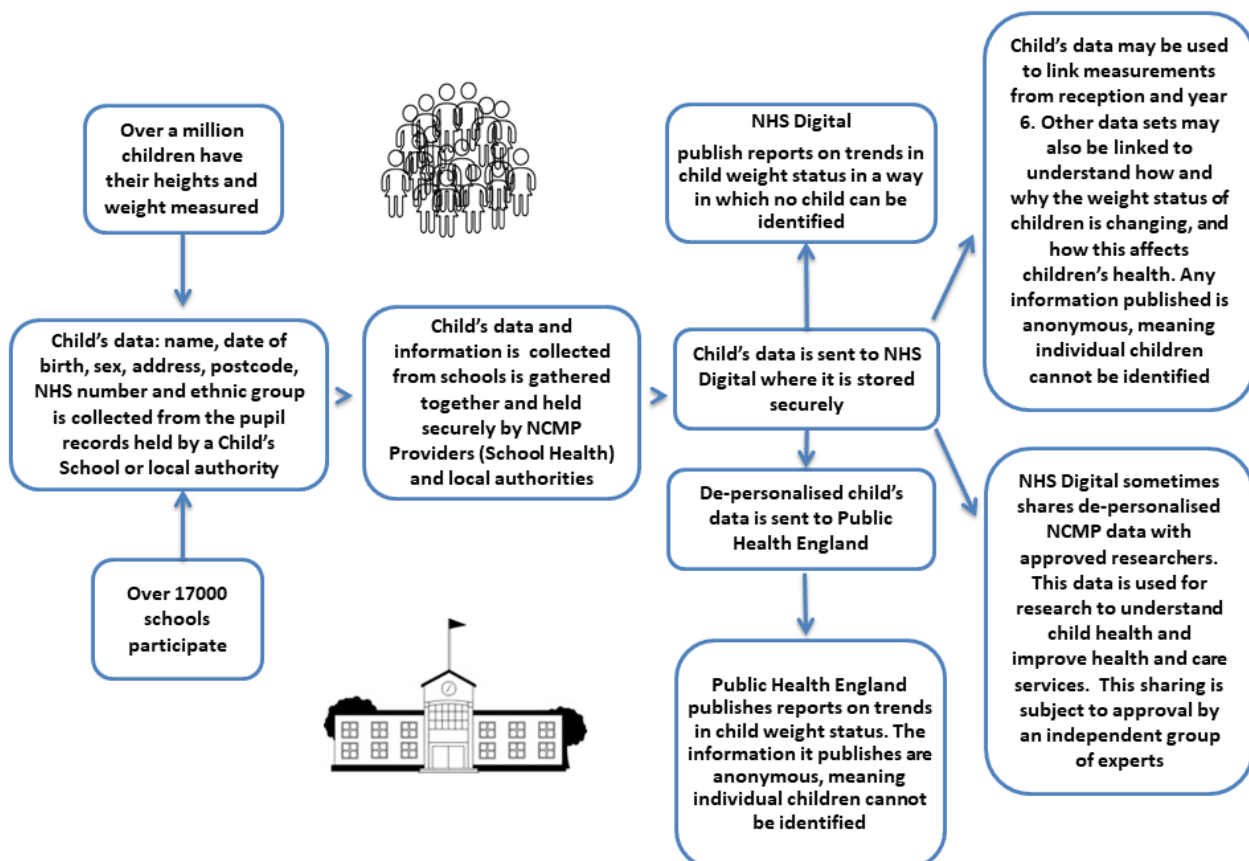 Over a million
children have
their heights and
weight measured
Child's data: name, date of
birth, sex, address, postcode,
NHS number and ethnic group
is collected from the pupil
records held by a Child's
School or local authority
Over 17000
schools
participate
Child's data and
information is collected
from schools is gathered
together and held
securely by NCMP
Providers (School Health)
and local authorities
NHS Digital
publish reports on trends in
child weight status in a way
in which no child can be
identified
Child's data is sent to NHS
Digital where it is stored
securely
De-personalised child's
data is sent to Public
Health England
Public Health England
publishes reports on trends
in child weight status. The
information it publishes are
anonymous, meaning
individual children cannot
be identified
Child's data may be used
to link measurements
from reception and year
6. Other data sets may
also be linked to
understand how and
why the weight status of
children is changing, and
how this affects
children's health. Any
information published is
anonymous, meaning
individual children
cannot be identified
NHS Digital sometimes
shares de-personalised
NCMP data with
approved researchers.
This data is used for
research to understand
child health and
improve health and care
services. This sharing is
subject to approval by
an independent group
of experts